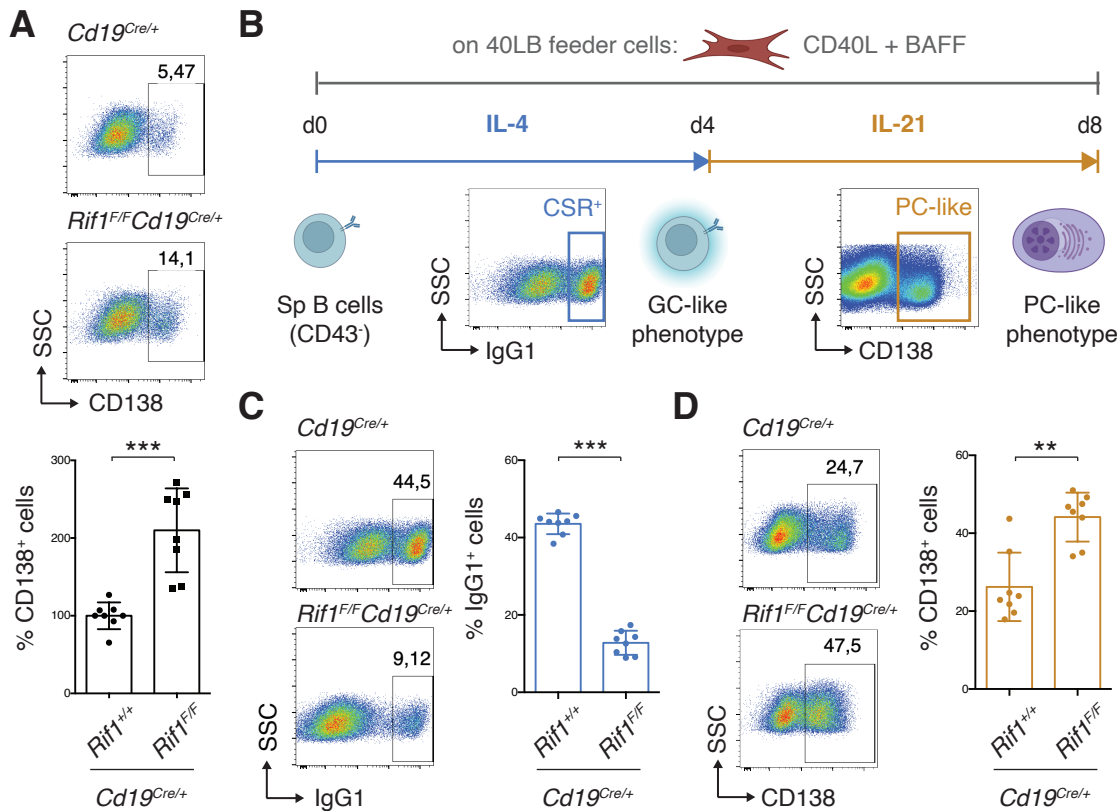 A
Cd19Cre/+
5,47
Rif1F/FCd19Cre/+
14,1
SSC
CD138
***
% CD138+ cells
300
200
100
0
Rif1+/+
Rif1F/F
Cd19Cre/+
B
on 40LB feeder cells:
CD40L + BAFF
d0
IL-4
d4
IL-21
d8
Sp B cells
(CD43-)
CSR+
SSC
IgG1
GC-like
phenotype
PC-like
SSC
CD138
PC-like
phenotype
C
Cd19Cre/+
44,5
Rif1F/FCd19Cre/+
9,12
SSC
IgG1
***
% IgG1+ cells
60
40
20
0
Rif1+/+
Rif1F/F
Cd19Cre/+
D
Cd19Cre/+
24,7
Rif1F/FCd19Cre/+
47,5
SSC
CD138
**
% CD138+ cells
60
40
20
0
Rif1+/+
Rif1F/F
Cd19Cre/+